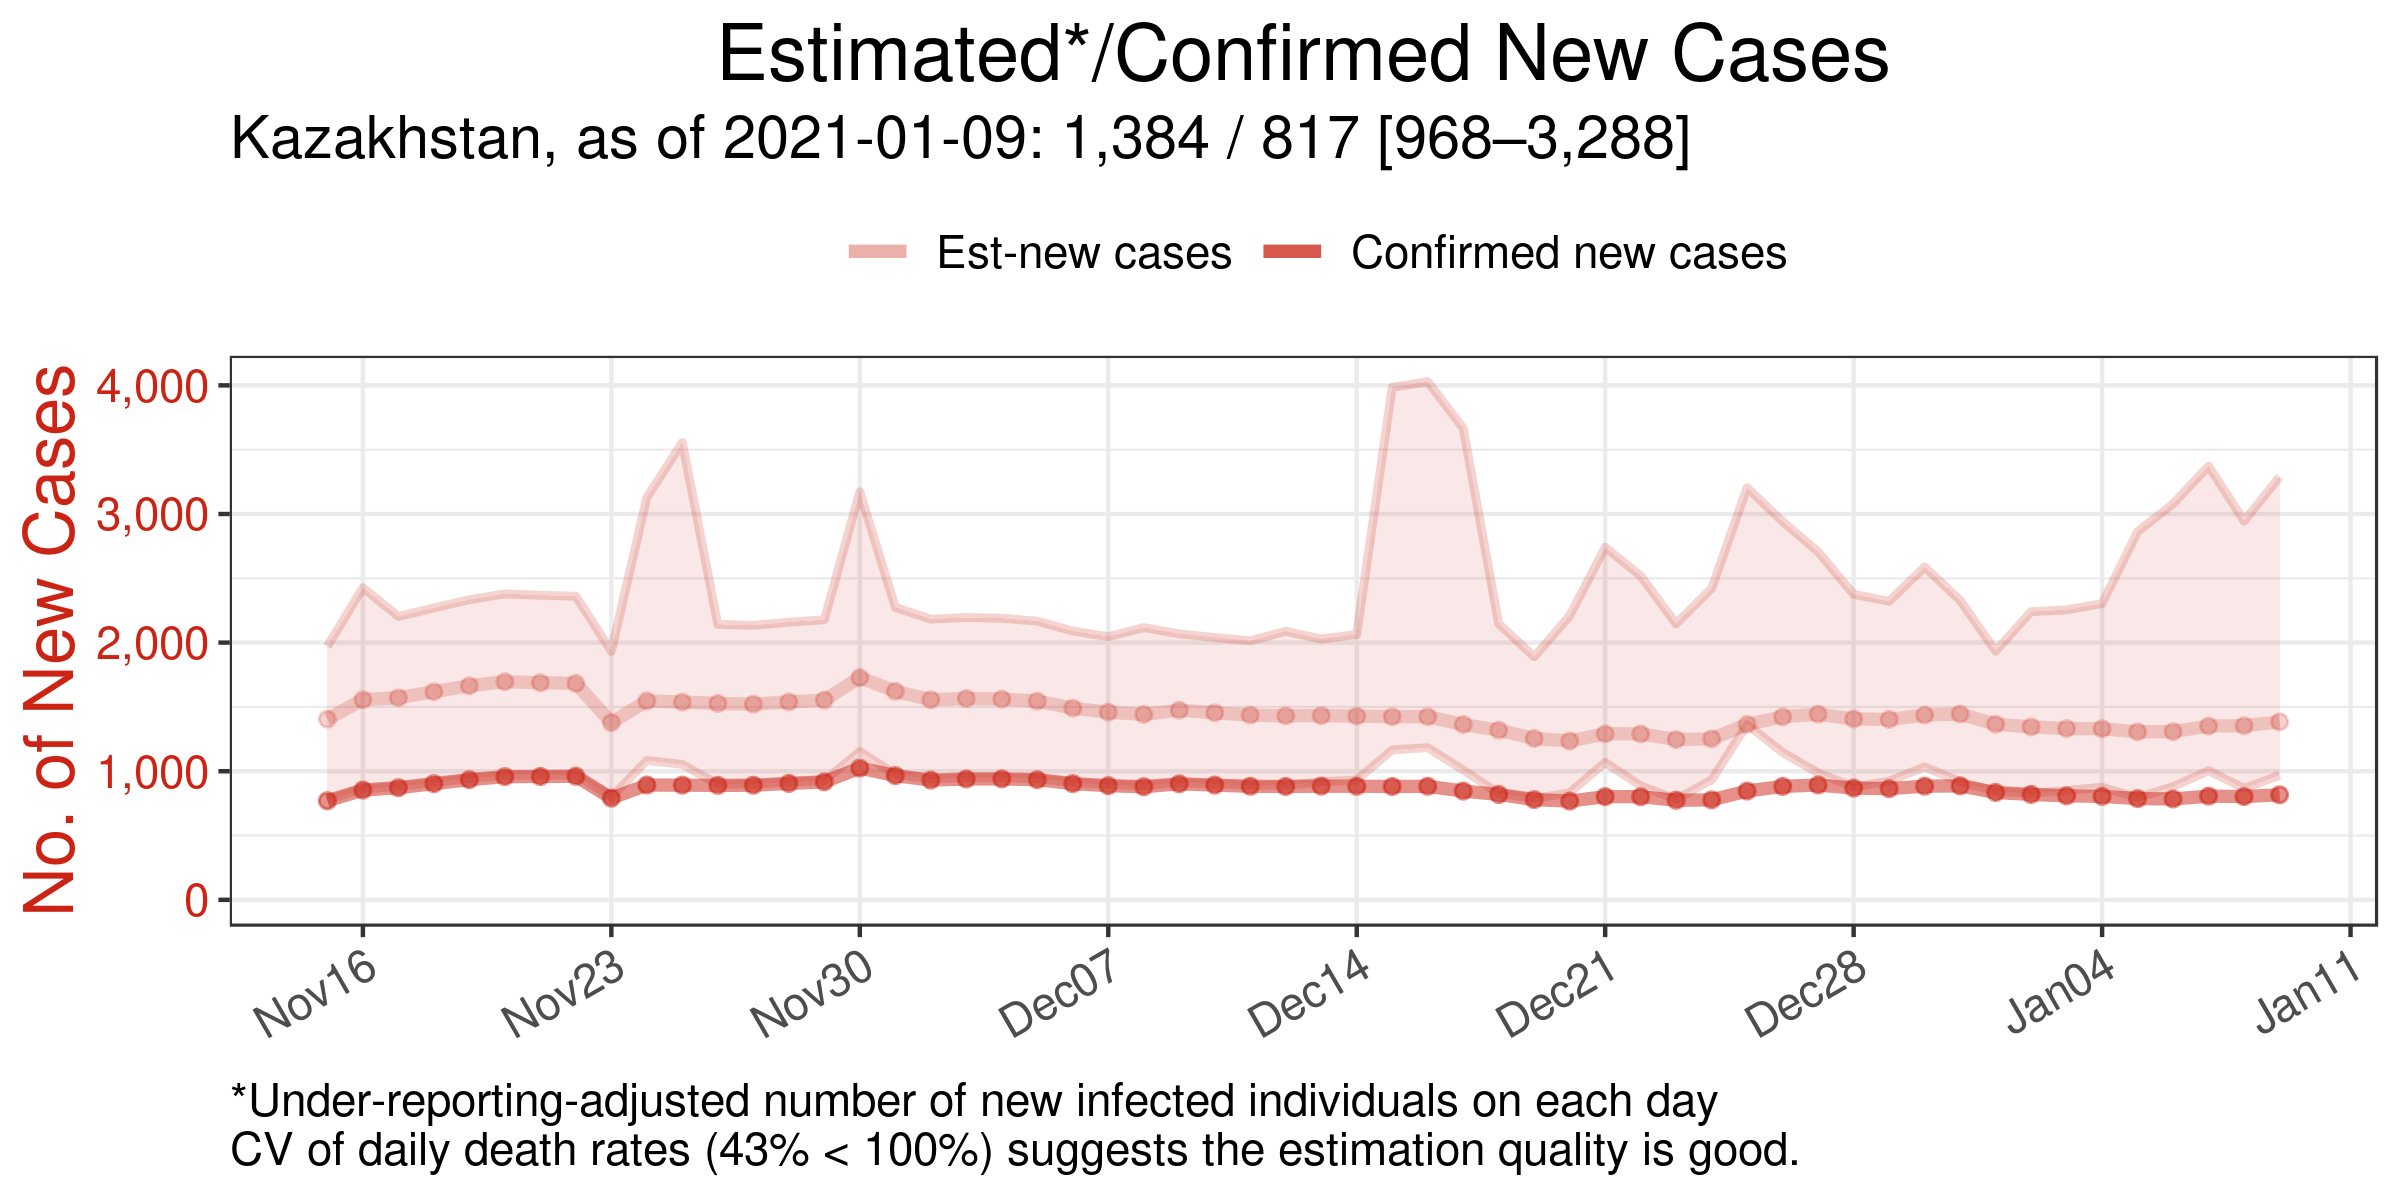 Estimated*/Confirmed New Cases
Kazakhstan, as of 2021-01-09: 1,384 / 817 [968–3,288]
Est-new cases
Confirmed new cases
No. of New Cases
4,000
3,000
2,000
1,000
0
Nov16
Nov23
Nov30
Dec07
Dec14
Dec21
Dec28
Jan04
Jan11
*Under-reporting-adjusted number of new infected individuals on each day
CV of daily death rates (43% < 100%) suggests the estimation quality is good.